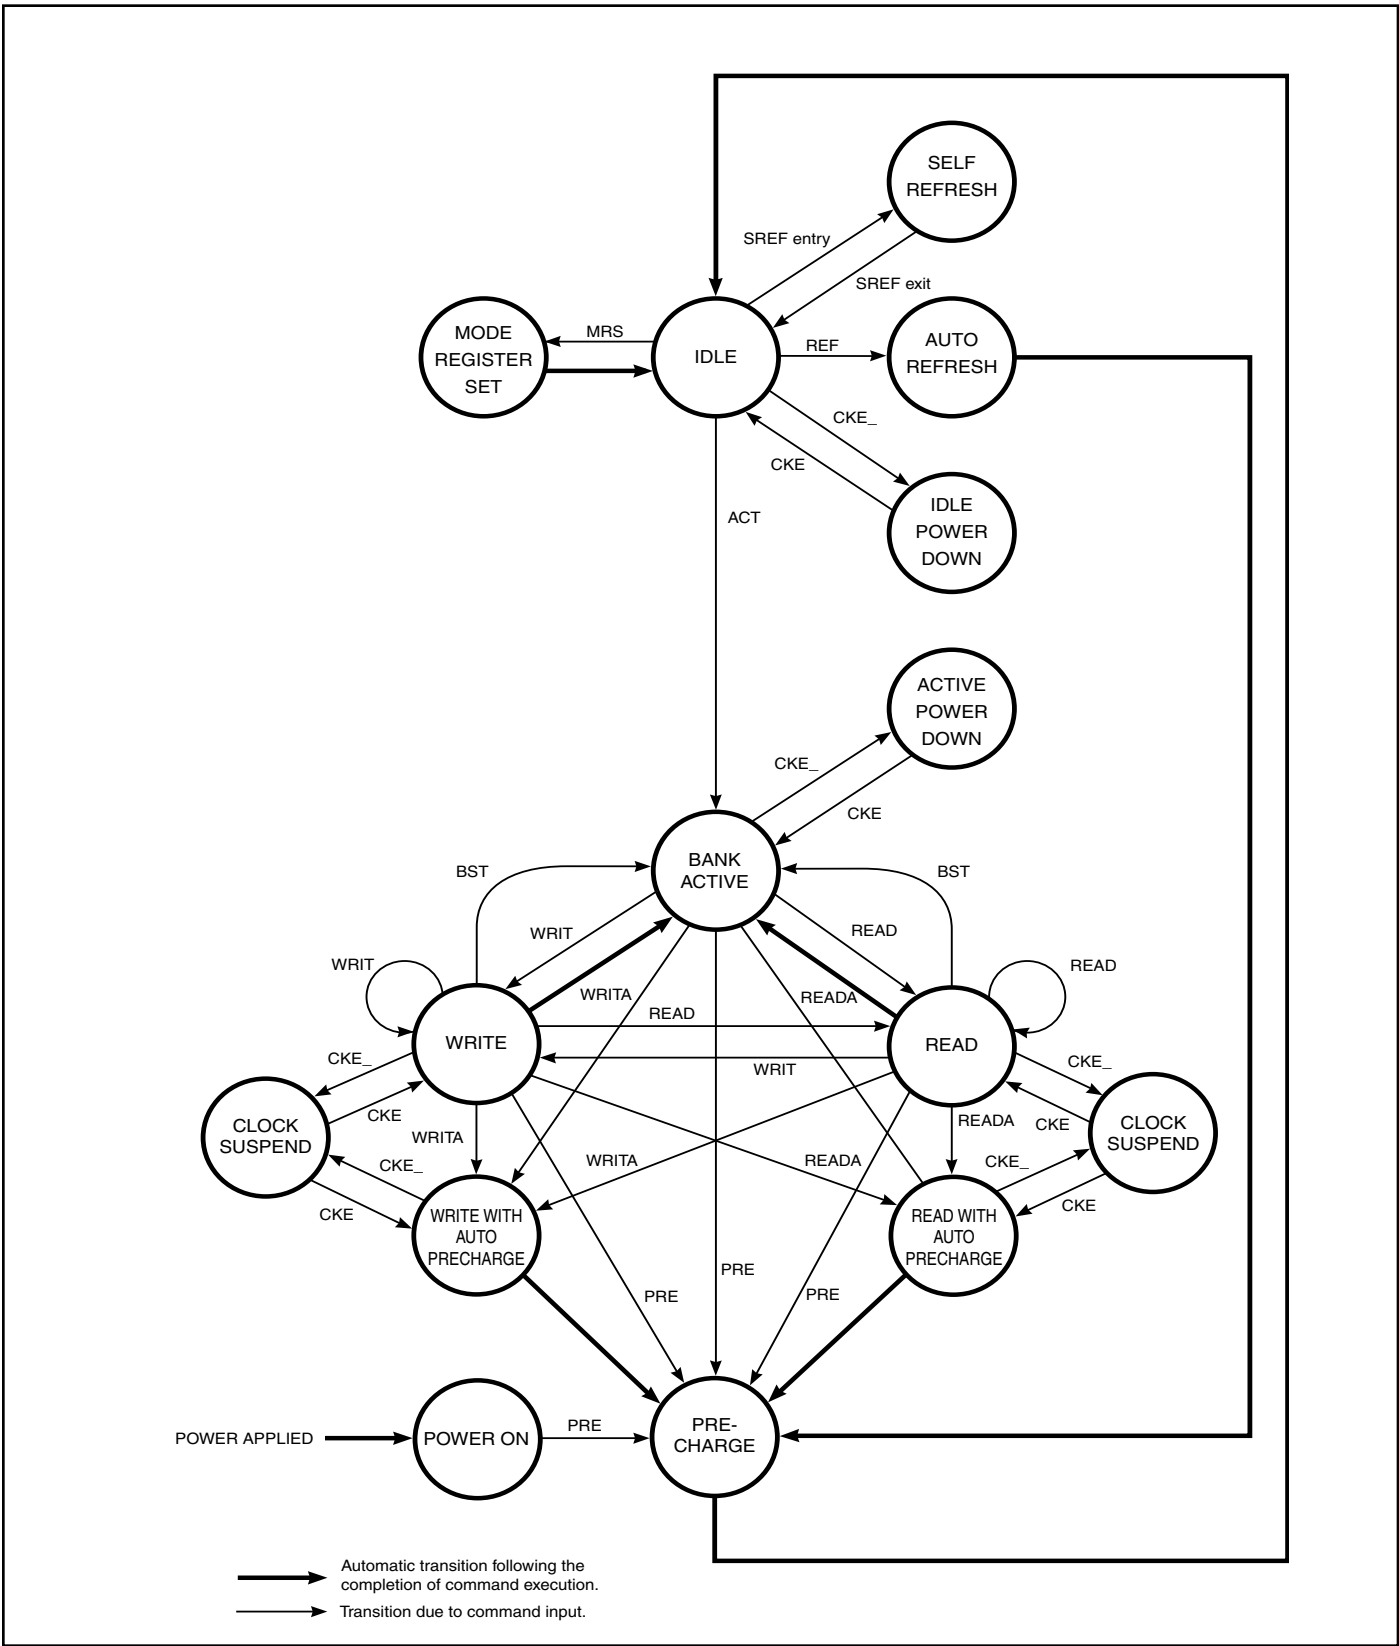 SELF
REFRESH
SREF entry
SREF exit
MODE
REGISTER
SET
MRS
IDLE
REF
AUTO
REFRESH
CKE_
CKE
IDLE
POWER
DOWN
ACT
ACTIVE
POWER
DOWN
CKE_
CKE
BANK
ACTIVE
BST
BST
WRIT
READ
WRIT
READ
WRITA
READA
READ
WRITE
READ
WRIT
CKE_
CKE_
CKE
CKE
CLOCK
SUSPEND
CLOCK
SUSPEND
WRITA
READA
WRITA
READA
CKE_
CKE_
CKE
CKE
WRITE WITH
AUTO
PRECHARGE
READ WITH
AUTO
PRECHARGE
PRE
PRE
PRE
POWER APPLIED
POWER ON
PRE
PRE-
CHARGE
Automatic transition following the
completion of command execution.
Transition due to command input.